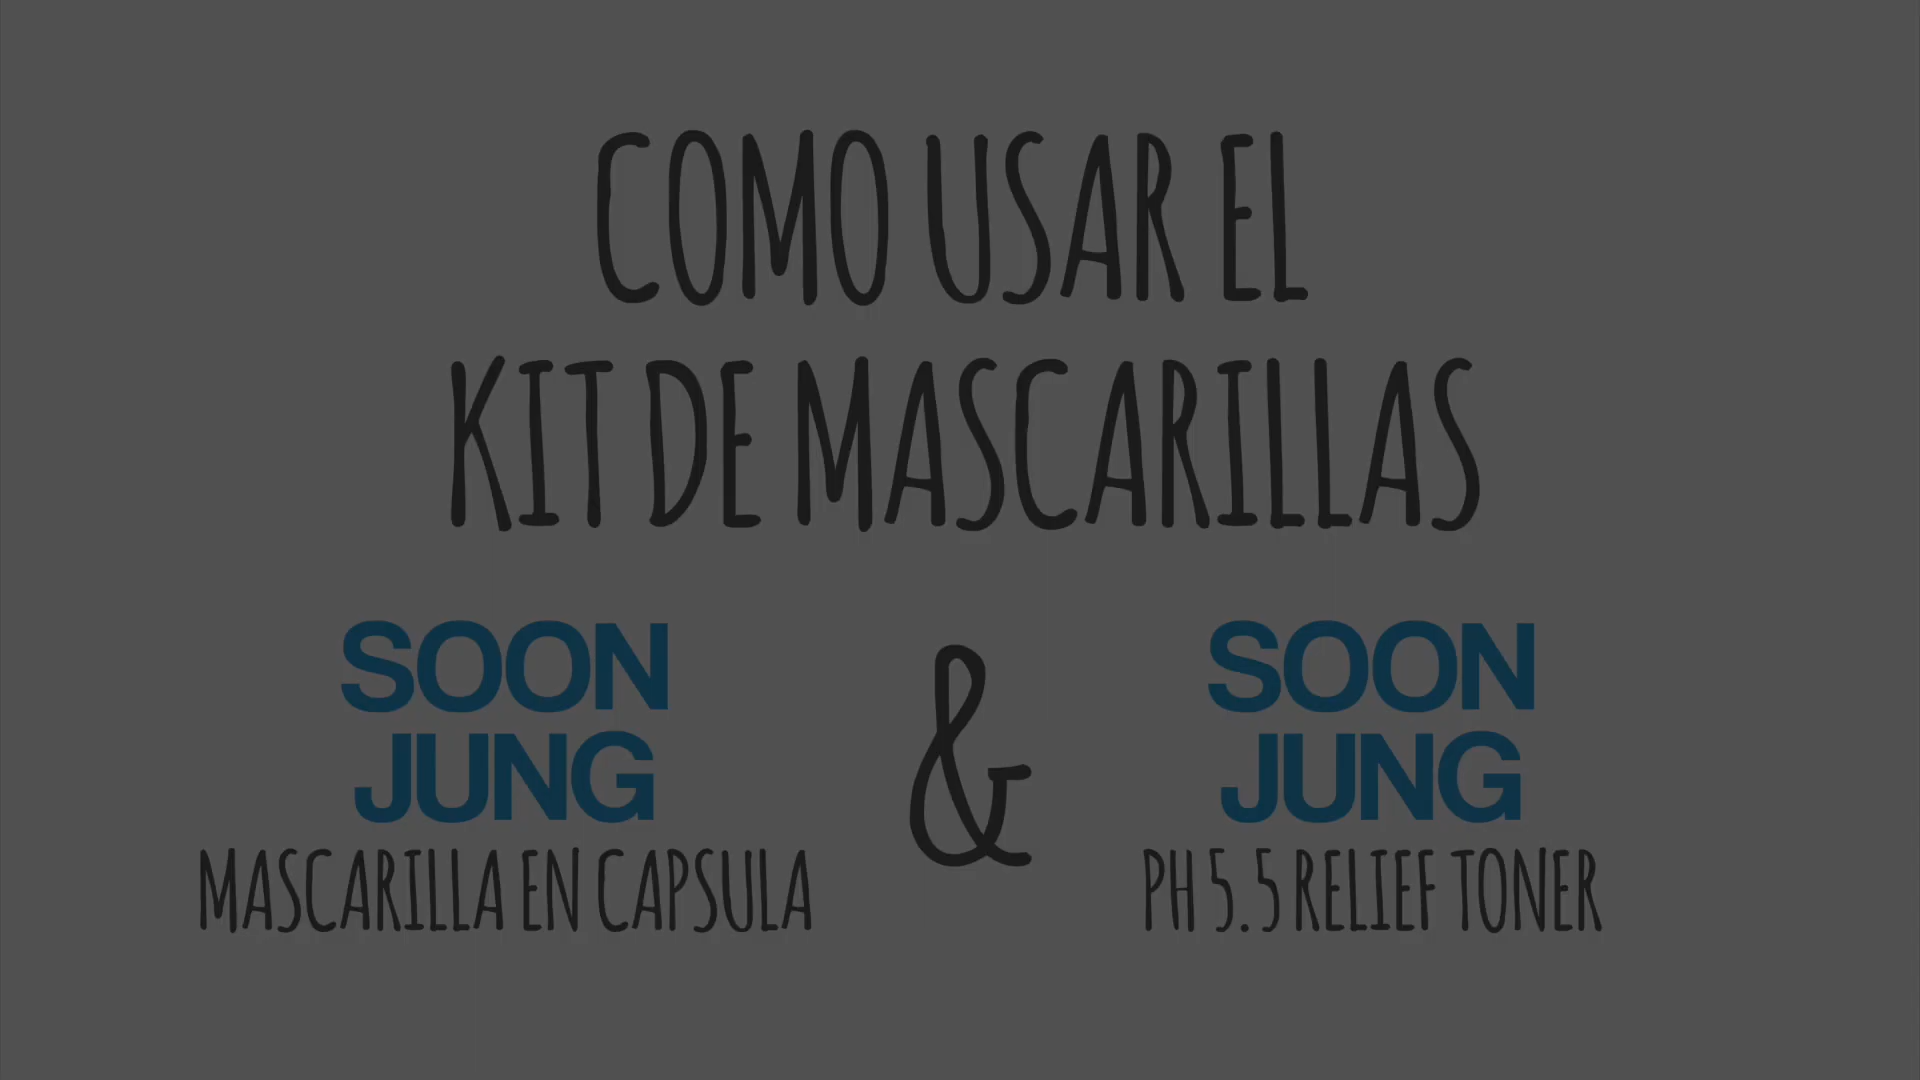 COMO USAR EL
KIT DE MASCARILLAS
SOON
JUNG
MASCARILLA EN CAPSULA
&
SOON
JUNG
PH 5.5 RELIEF TONER